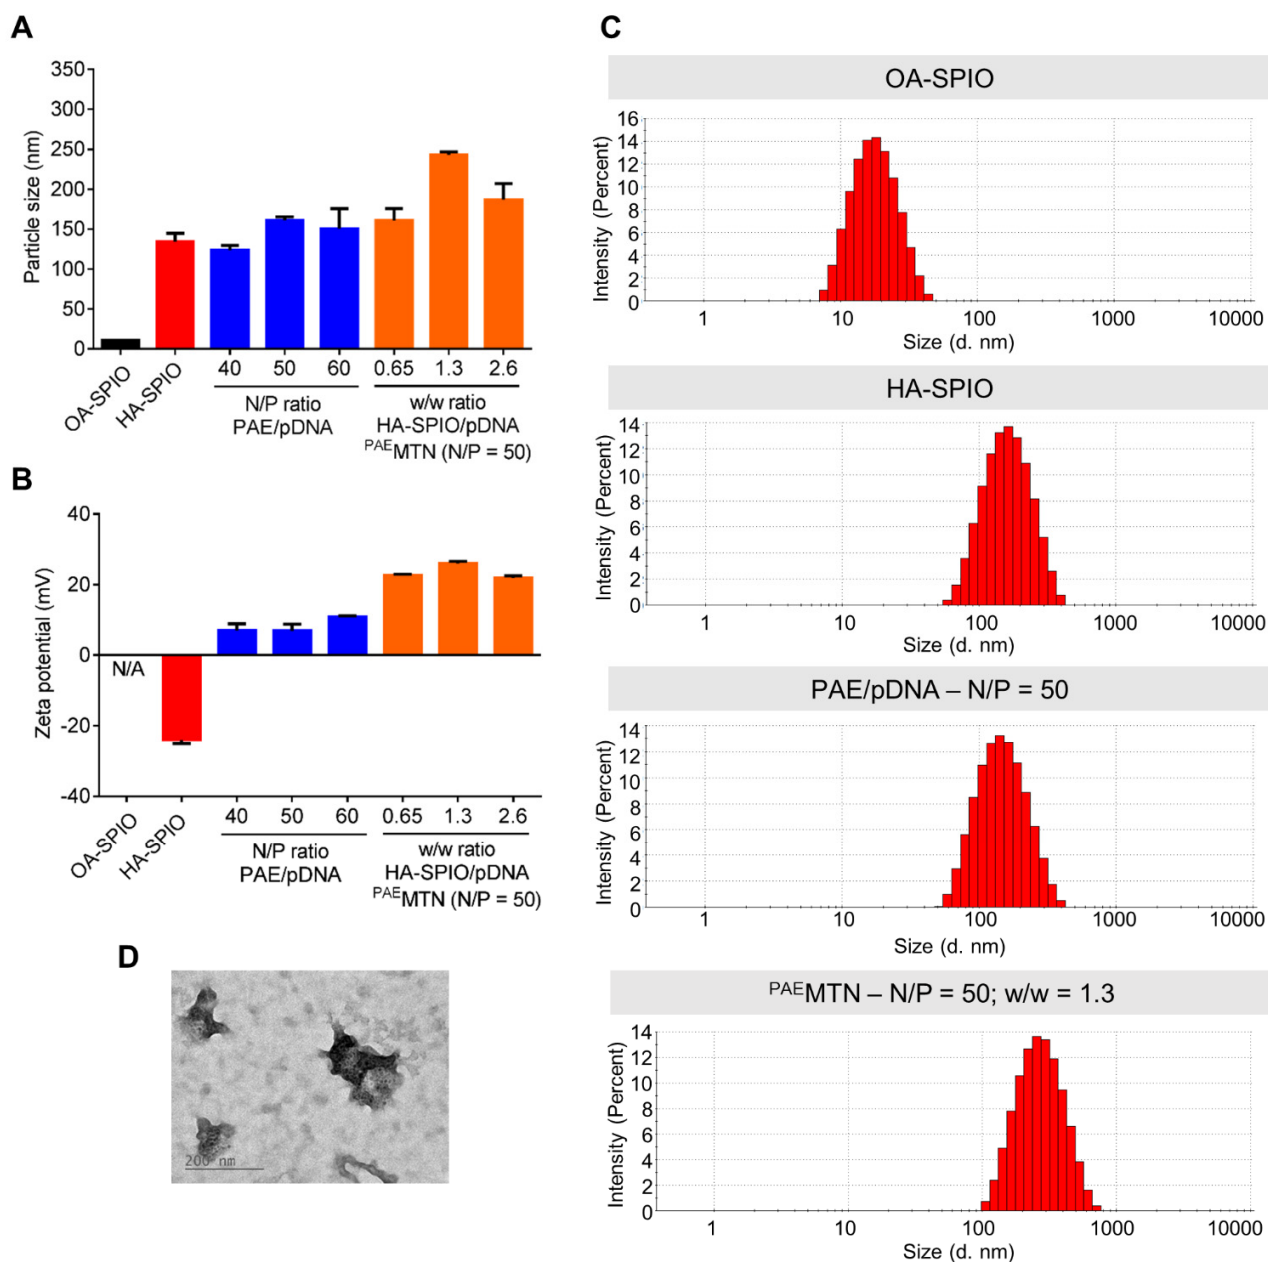 A
350
300
250
200
150
100
50
0
Particle size (nm)
OA-SPIO
HA-SPIO
40 50 60
N/P ratio
PAE/pDNA
0.65 1.3 2.6
w/w ratio
HA-SPIO/pDNA
PAEMTN (N/P = 50)
B
40
20
0
-20
-40
Zeta potential (mV)
N/A
OA-SPIO
HA-SPIO
40 50 60
N/P ratio
PAE/pDNA
0.65 1.3 2.6
w/w ratio
HA-SPIO/pDNA
PAEMTN (N/P = 50)
C
OA-SPIO
16
14
12
10
8
6
4
2
0
Intensity (Percent)
1 10 100 1000 10000
Size (d. nm)
HA-SPIO
14
12
10
8
6
4
2
0
Intensity (Percent)
1 10 100 1000 10000
Size (d. nm)
PAE/pDNA – N/P = 50
14
12
10
8
6
4
2
0
Intensity (Percent)
1 10 100 1000 10000
Size (d. nm)
PAEMTN – N/P = 50; w/w = 1.3
14
12
10
8
6
4
2
0
Intensity (Percent)
1 10 100 1000 10000
Size (d. nm)
D
200 nm